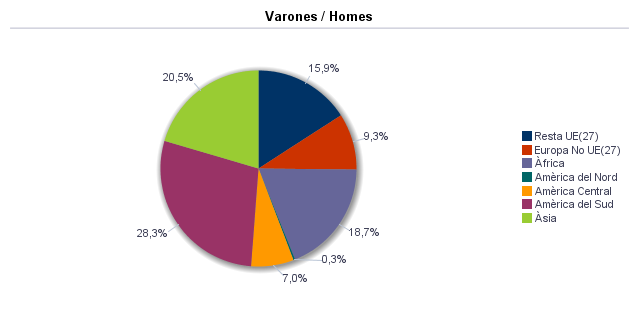 Varones / Homes
15,9%
9,3%
18,7%
0,3%
7,0%
28,3%
20,5%
Resta UE(27)
Europa No UE(27)
Àfrica
Amèrica del Nord
Amèrica Central
Amèrica del Sud
Àsia